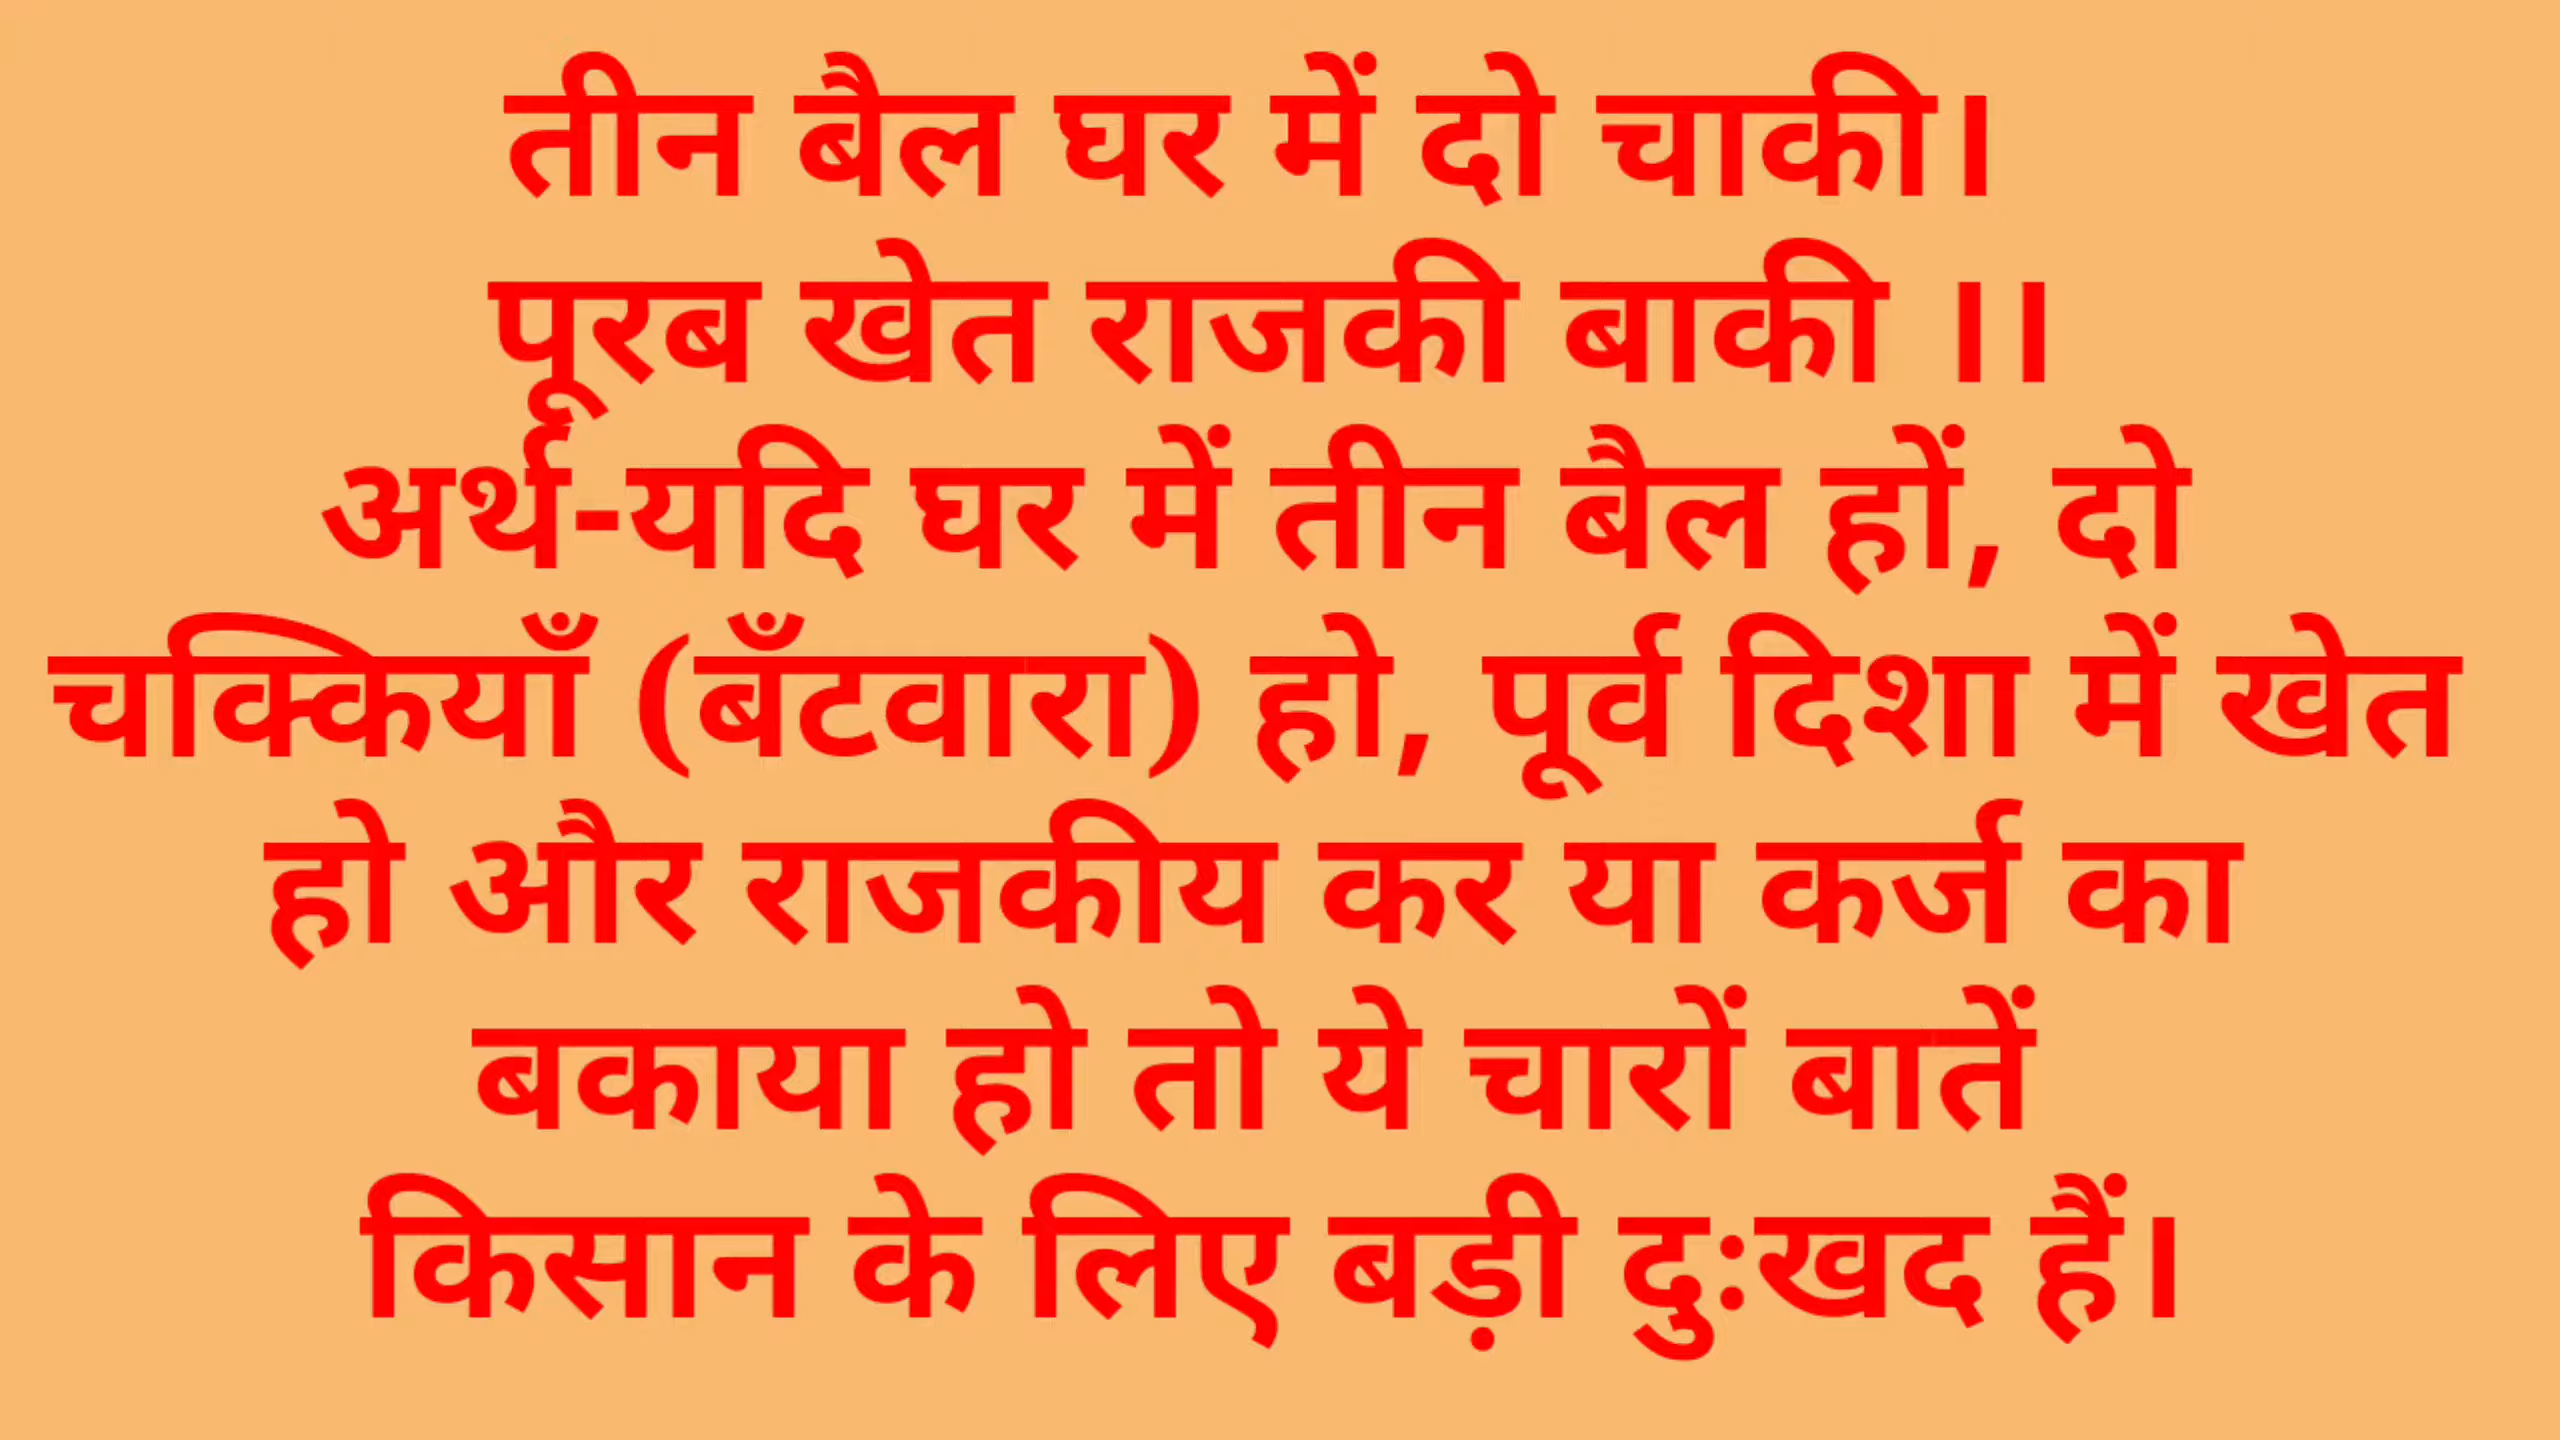 तीन बैल घर में दो चाकी।
पूरब खेत राजकी बाकी ।।
अर्थ-यदि घर में तीन बैल हों, दो
चक्कियाँ (बँटवारा) हो, पूर्व दिशा में खेत
हो और राजकीय कर या कर्ज का
बकाया हो तो ये चारों बातें
किसान के लिए बड़ी दुःखद हैं।